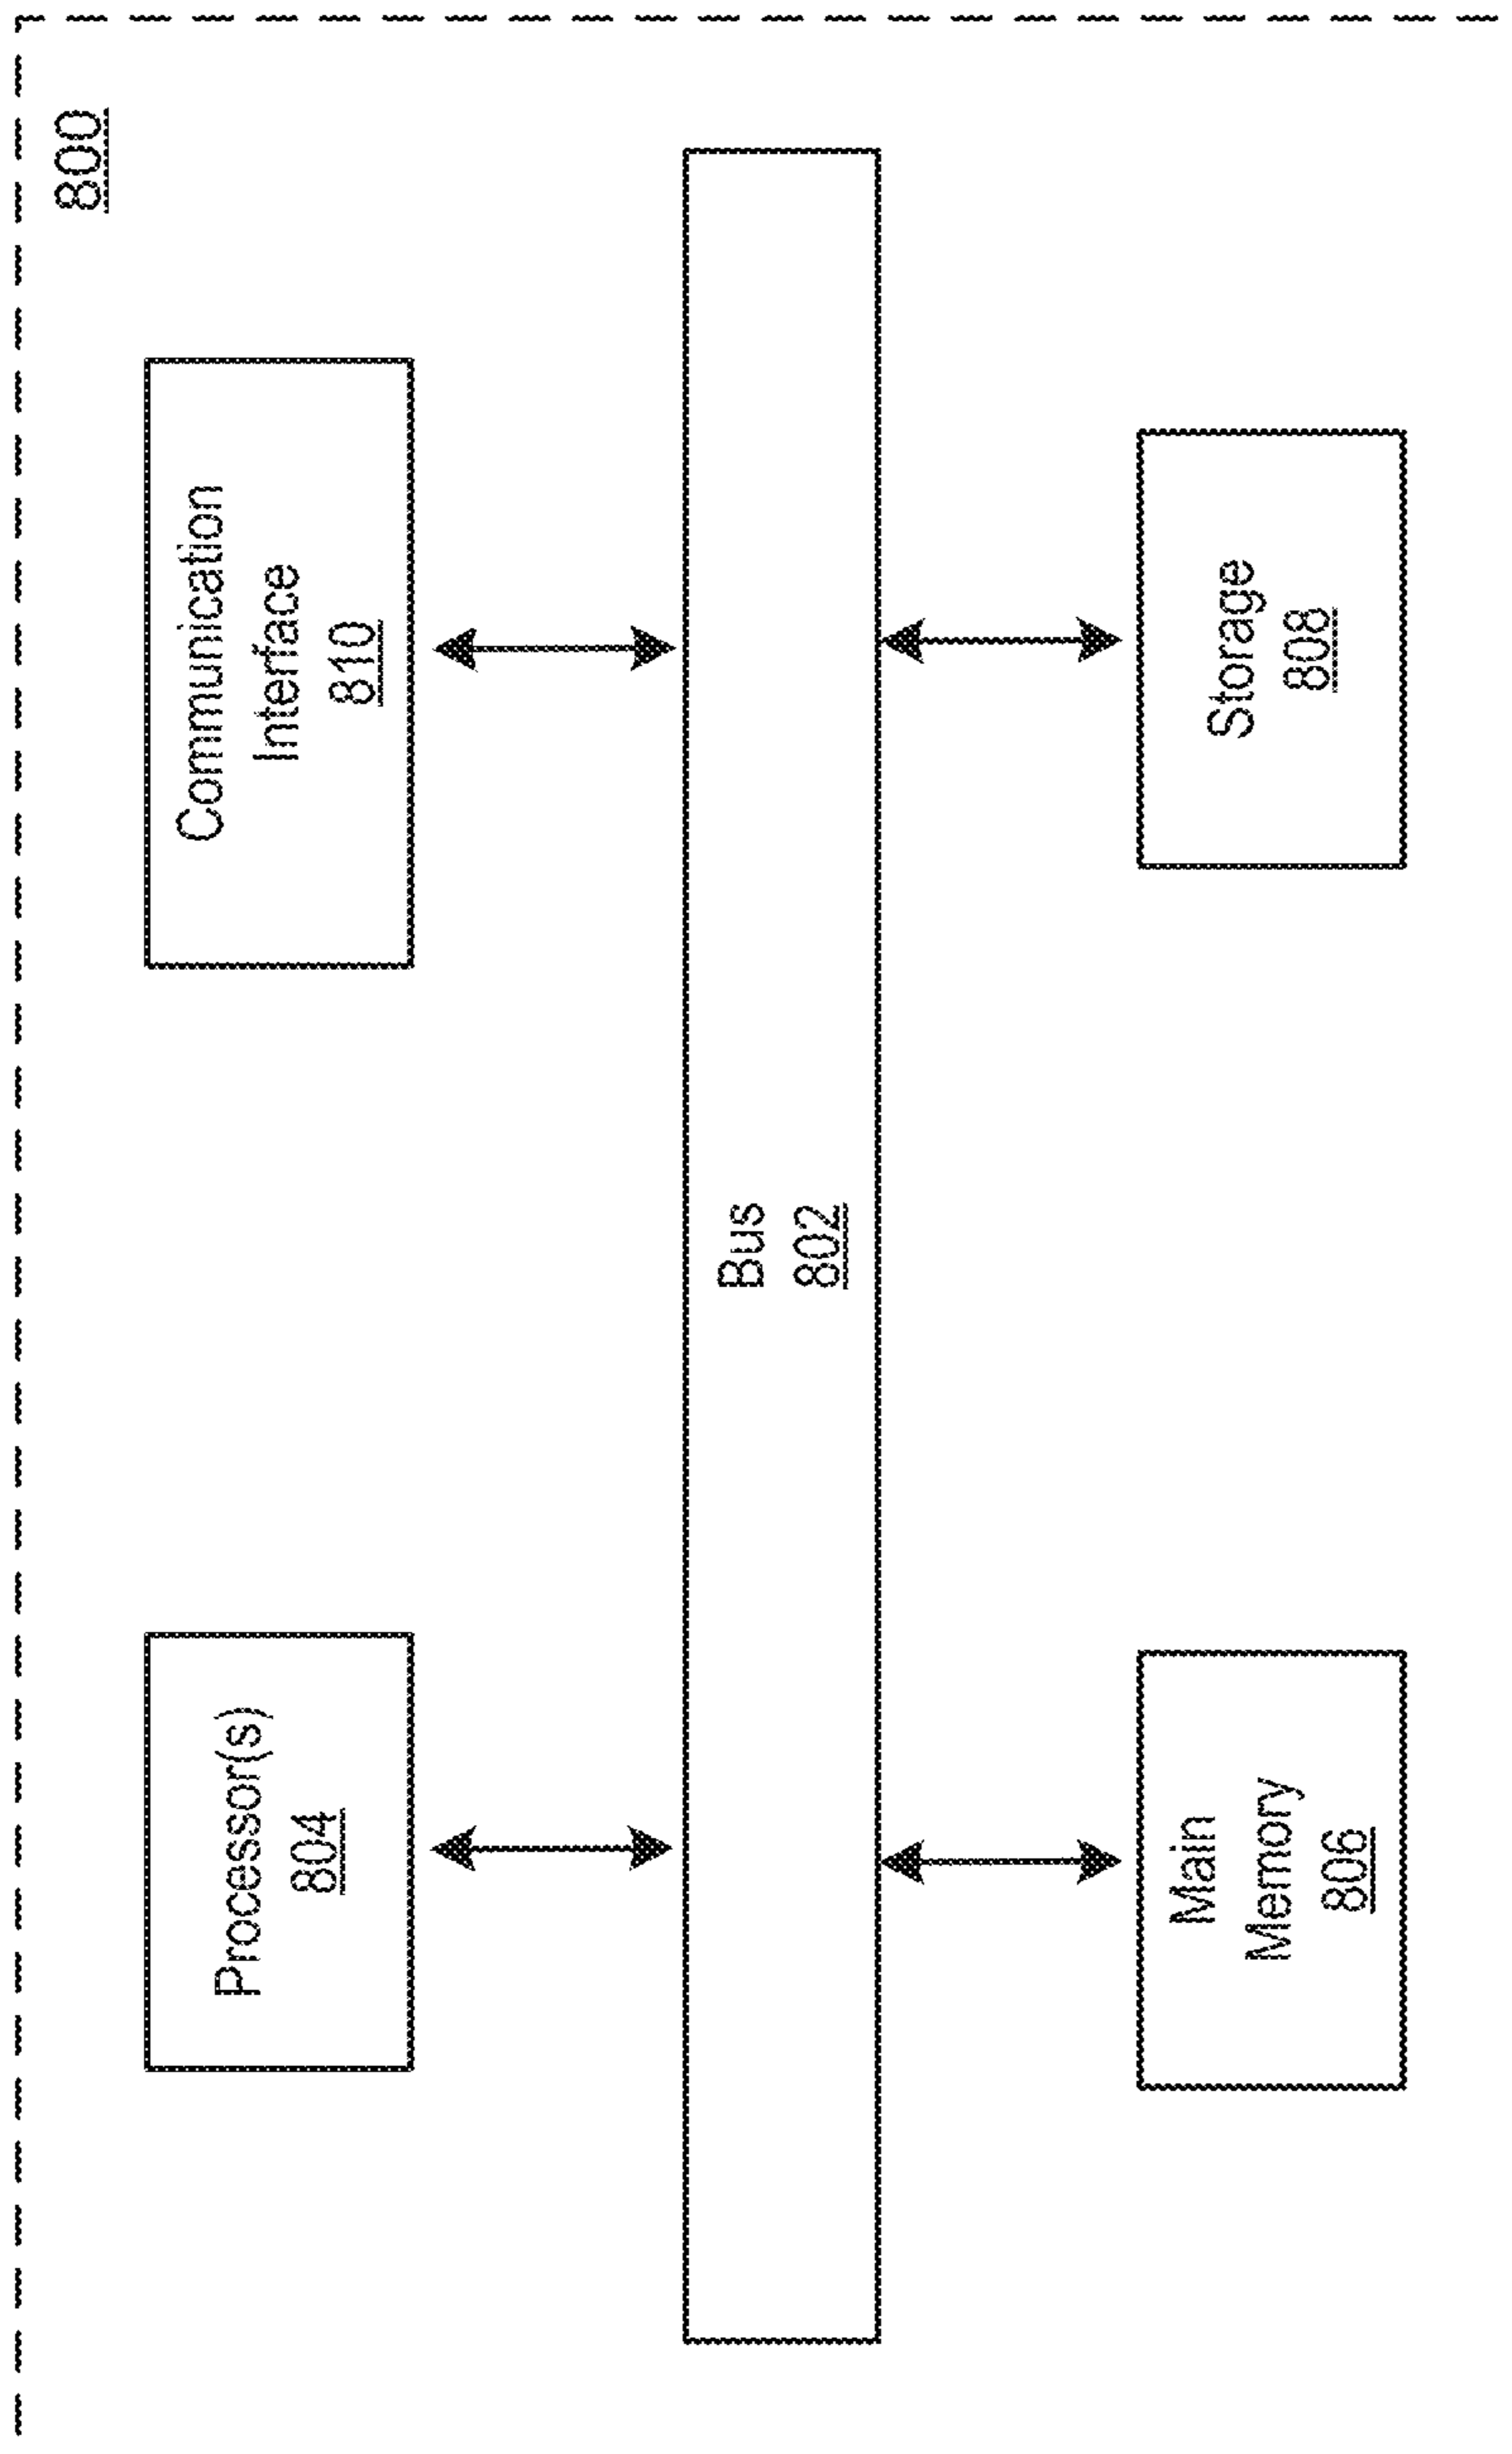 800
Processor(s)
804
Communication
Interface
810
Bus
802
Main
Memory
806
Storage
808